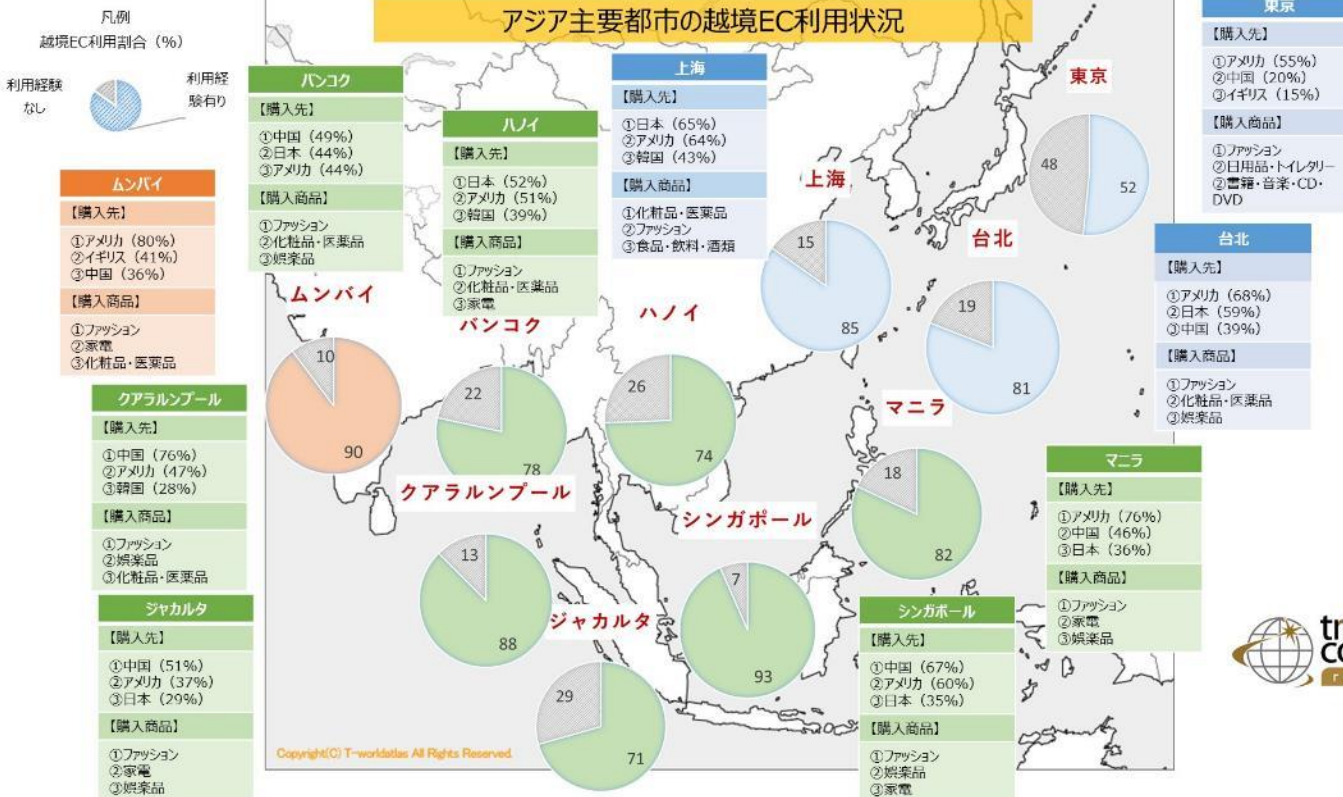 アジア主要都市の越境EC利用状況
凡例
越境EC利用割合（%）
利用経験
なし
利用経
験有り
バンコク
【購入先】
①中国（49%）
②日本（44%）
③アメリカ（44%）
【購入商品】
①ファッション
②化粧品・医薬品
③娯楽品
ハノイ
【購入先】
①日本（52%）
②アメリカ（51%）
③韓国（39%）
【購入商品】
①ファッション
②化粧品・医薬品
③家電
上海
【購入先】
①日本（65%）
②アメリカ（64%）
③韓国（43%）
【購入商品】
①化粧品・医薬品
②ファッション
③食品・飲料・酒類
東京
【購入先】
①アメリカ（55%）
②中国（20%）
③イギリス（15%）
【購入商品】
①ファッション
②日用品・トイレタリー
②書籍・音楽・CD・
DVD
ムンバイ
【購入先】
①アメリカ（80%）
②イギリス（41%）
③中国（36%）
【購入商品】
①ファッション
②家電
③化粧品・医薬品
台北
【購入先】
①アメリカ（68%）
②日本（59%）
③中国（39%）
【購入商品】
①ファッション
②化粧品・医薬品
③娯楽品
クアラルンプール
【購入先】
①中国（76%）
②アメリカ（47%）
③韓国（28%）
【購入商品】
①ファッション
②娯楽品
③化粧品・医薬品
マニラ
【購入先】
①アメリカ（76%）
②中国（46%）
③日本（36%）
【購入商品】
①ファッション
②家電
③娯楽品
ジャカルタ
【購入先】
①中国（51%）
②アメリカ（37%）
③日本（29%）
【購入商品】
①ファッション
②家電
③娯楽品
シンガポール
【購入先】
①中国（67%）
②アメリカ（60%）
③日本（35%）
【購入商品】
①ファッション
②娯楽品
③家電
東京
48
52
上海
15
85
台北
19
81
ムンバイ
10
90
バンコク
22
78
ハノイ
26
74
マニラ
18
82
クアラルンプール
13
88
シンガポール
7
93
ジャカルタ
29
71
Copyright(C) T-worldatlas All Rights Reserved.